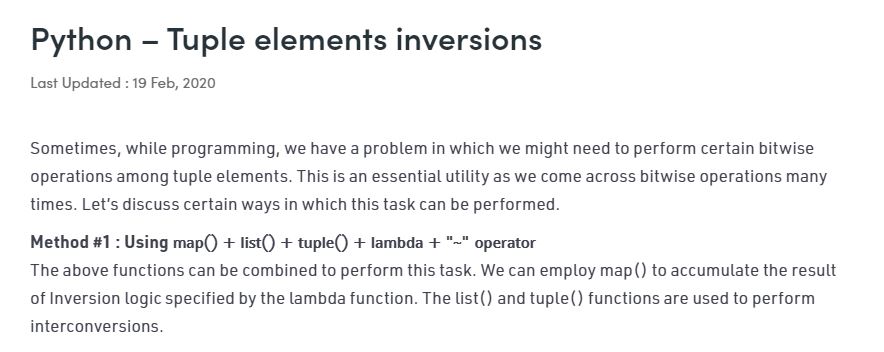 Python – Tuple elements inversions
Last Updated : 19 Feb, 2020
Sometimes, while programming, we have a problem in which we might need to perform certain bitwise
operations among tuple elements. This is an essential utility as we come across bitwise operations many
times. Let’s discuss certain ways in which this task can be performed.
Method #1 : Using map() + list() + tuple() + lambda + "~" operator
The above functions can be combined to perform this task. We can employ map() to accumulate the result
of Inversion logic specified by the lambda function. The list() and tuple() functions are used to perform
interconversions.